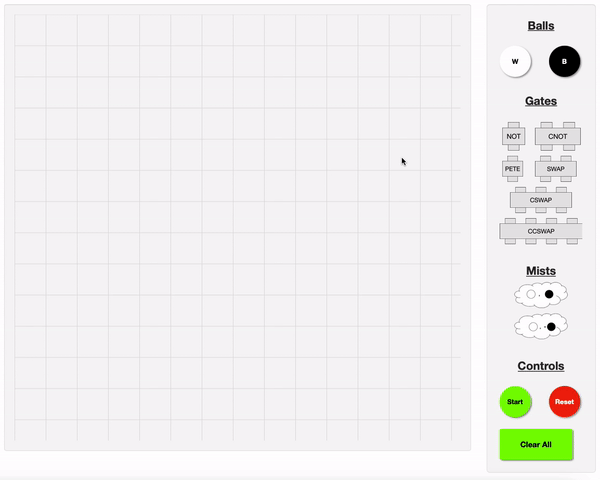 Balls
W B
Gates
NOT CNOT
PETE SWAP
CSWAP
CCSWAP
Mists
Controls
Start Reset
Clear All